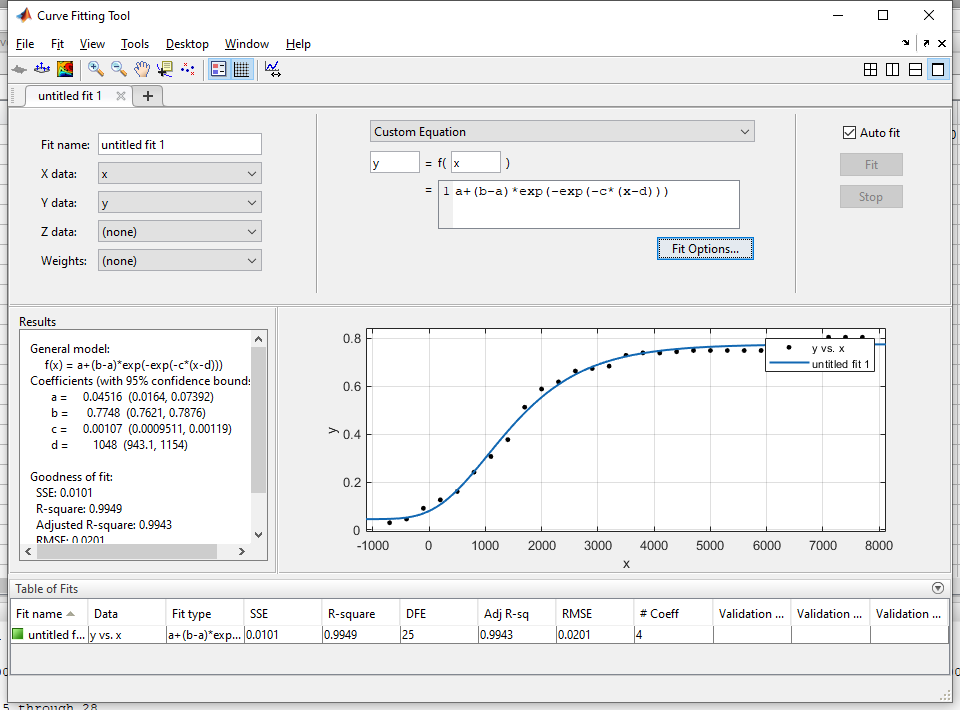 Curve Fitting Tool
File Fit View Tools Desktop Window Help
untitled fit 1
Fit name: untitled fit 1
X data: x
Y data: y
Z data: (none)
Weights: (none)
Custom Equation
y = f( x )
= 1 a+(b-a)*exp(-exp(-c*(x-d)))
Fit Options...
Auto fit
Fit
Stop
Results
General model:
f(x) = a+(b-a)*exp(-exp(-c*(x-d)))
Coefficients (with 95% confidence bounds
a = 0.04516 (0.0164, 0.07392)
b = 0.7748 (0.7621, 0.7876)
c = 0.00107 (0.0009511, 0.00119)
d = 1048 (943.1, 1154)
Goodness of fit:
SSE: 0.0101
R-square: 0.9949
Adjusted R-square: 0.9943
RMSE: 0.0201
0.8
0.6
0.4
0.2
0
y
-1000 0 1000 2000 3000 4000 5000 6000 7000 8000
x
y vs. x
untitled fit 1
Table of Fits
Fit name Data Fit type SSE R-square DFE Adj R-sq RMSE # Coeff Validation ... Validation ... Validation ...
untitled f... y vs. x a+(b-a)*exp... 0.0101 0.9949 25 0.9943 0.0201 4
5 through 28